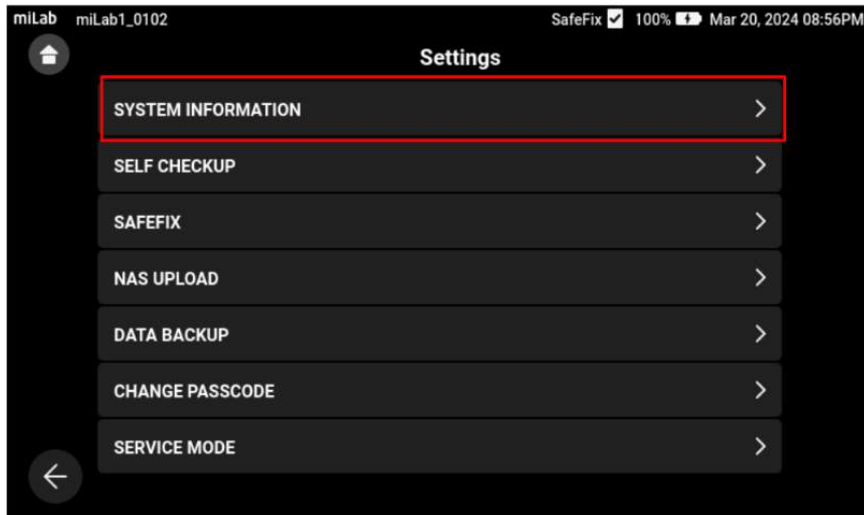 miLab miLab1_0102 SafeFix 100% Mar 20, 2024 08:56PM
Settings
SYSTEM INFORMATION
SELF CHECKUP
SAFEFIX
NAS UPLOAD
DATA BACKUP
CHANGE PASSCODE
SERVICE MODE